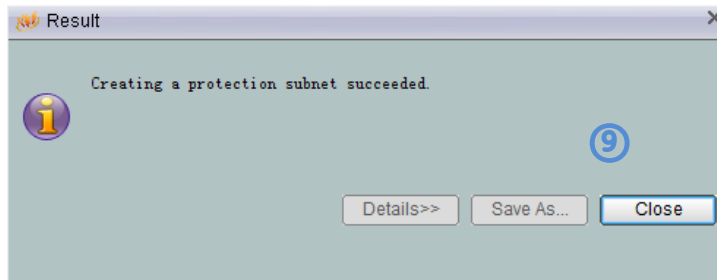 Result
Creating a protection subnet succeeded.
9
Details>> Save As... Close